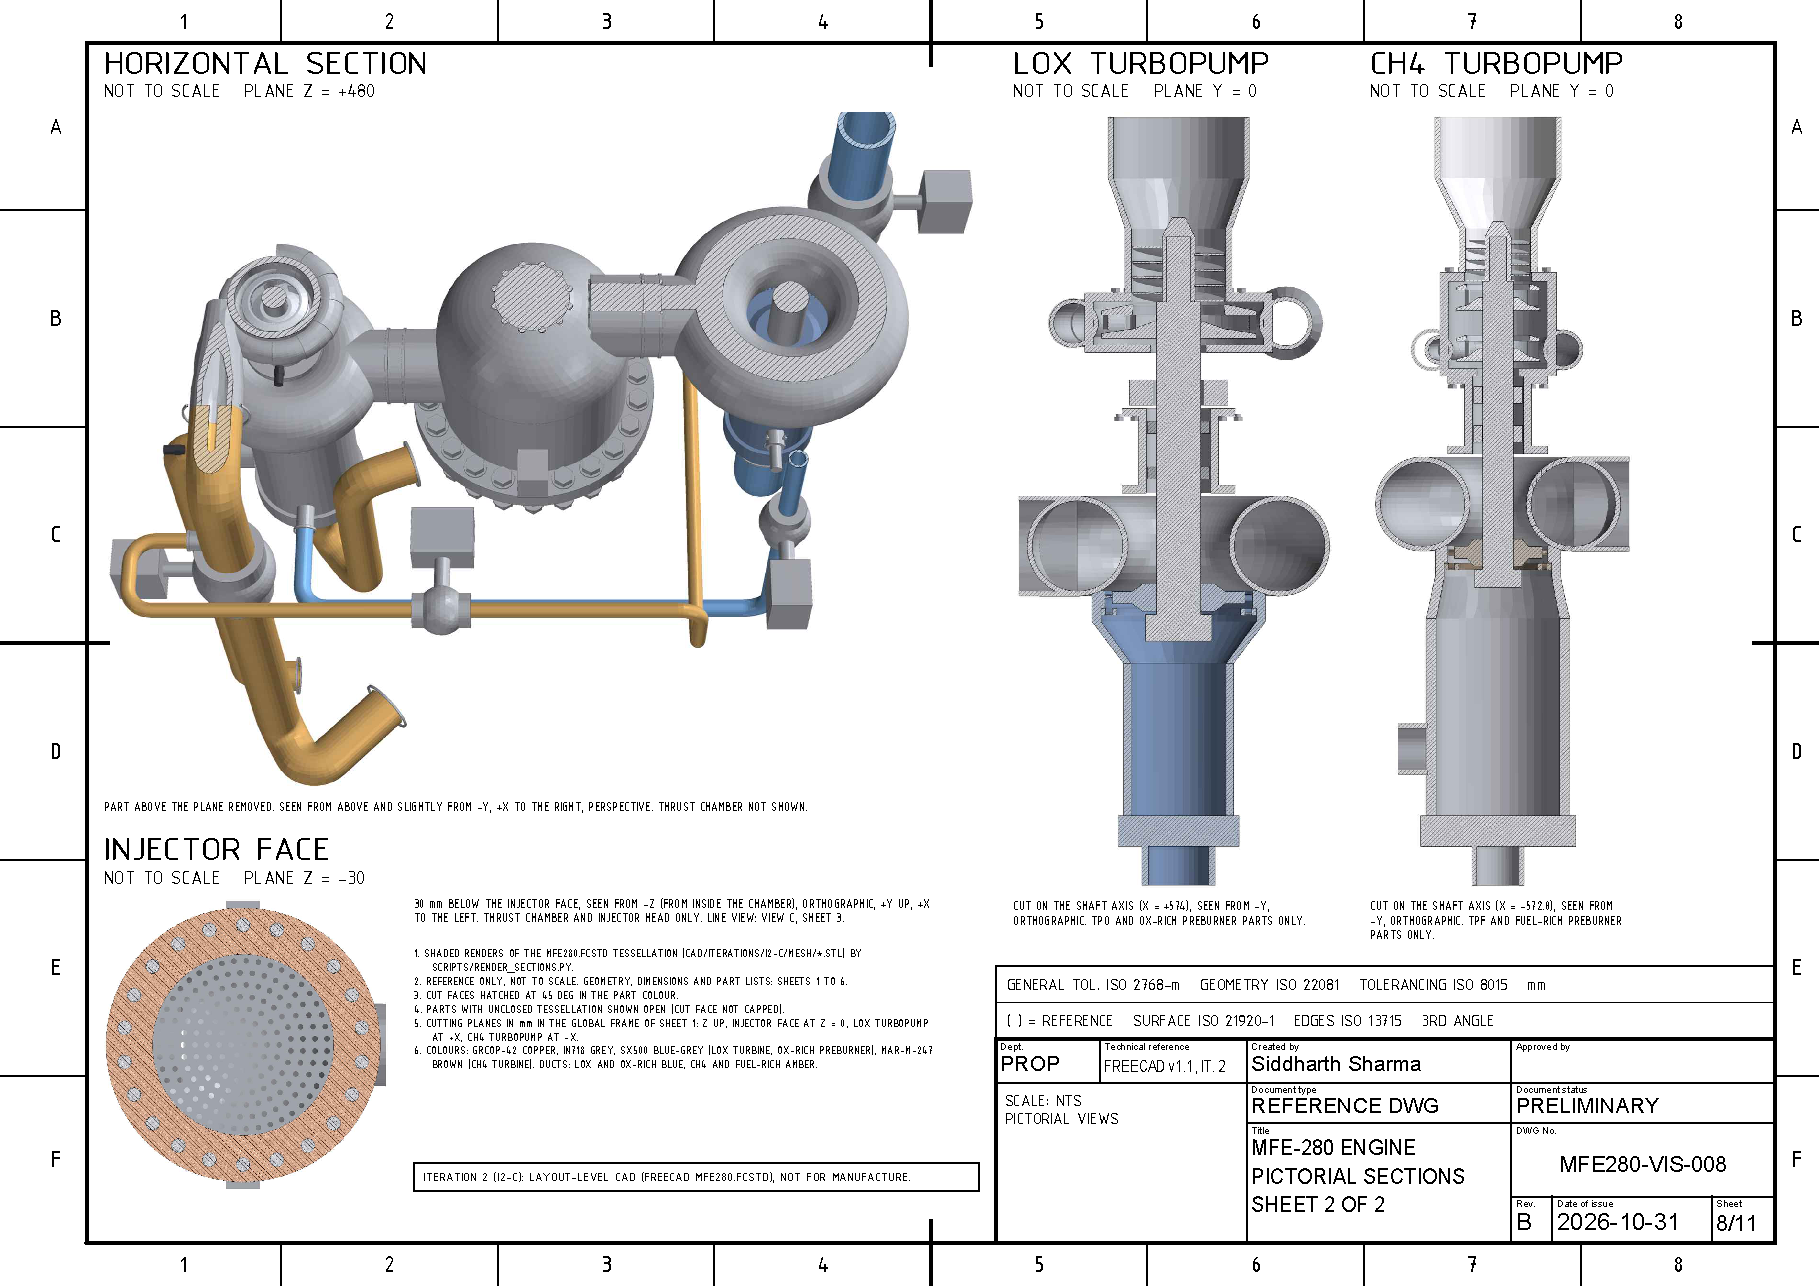 1 2 3 4 5 6 7 8
A A
B B
C C
D D
E E
F F
1 2 3 4 5 6 7 8
HORIZONTAL SECTION
NOT TO SCALE PLANE Z = +480
PART ABOVE THE PLANE REMOVED. SEEN FROM ABOVE AND SLIGHTLY FROM -Y, +X TO THE RIGHT, PERSPECTIVE. THRUST CHAMBER NOT SHOWN.
LOX TURBOPUMP
NOT TO SCALE PLANE Y = 0
CUT ON THE SHAFT AXIS (X = +574), SEEN FROM -Y,
ORTHOGRAPHIC. TPO AND OX-RICH PREBURNER PARTS ONLY.
CH4 TURBOPUMP
NOT TO SCALE PLANE Y = 0
CUT ON THE SHAFT AXIS (X = -572.8), SEEN FROM
-Y, ORTHOGRAPHIC. TPF AND FUEL-RICH PREBURNER
PARTS ONLY.
INJECTOR FACE
NOT TO SCALE PLANE Z = -30
30 mm BELOW THE INJECTOR FACE, SEEN FROM -Z (FROM INSIDE THE CHAMBER), ORTHOGRAPHIC, +Y UP, +X
TO THE LEFT. THRUST CHAMBER AND INJECTOR HEAD ONLY. LINE VIEW: VIEW C, SHEET 3.
1. SHADED RENDERS OF THE MFE280.FCSTD TESSELLATION (CAD/ITERATIONS/I2-C/MESH/*.STL) BY
SCRIPTS/RENDER_SECTIONS.PY.
2. REFERENCE ONLY, NOT TO SCALE. GEOMETRY, DIMENSIONS AND PART LISTS: SHEETS 1 TO 6.
3. CUT FACES HATCHED AT 45 DEG IN THE PART COLOUR.
4. PARTS WITH UNCLOSED TESSELLATION SHOWN OPEN (CUT FACE NOT CAPPED).
5. CUTTING PLANES IN mm IN THE GLOBAL FRAME OF SHEET 1: Z UP, INJECTOR FACE AT Z = 0, LOX TURBOPUMP
AT +X, CH4 TURBOPUMP AT -X.
6. COLOURS: GRCOP-42 COPPER, IN718 GREY, SX500 BLUE-GREY (LOX TURBINE, OX-RICH PREBURNER), MAR-M-247
BROWN (CH4 TURBINE). DUCTS: LOX AND OX-RICH BLUE, CH4 AND FUEL-RICH AMBER.
ITERATION 2 (I2-C): LAYOUT-LEVEL CAD (FREECAD MFE280.FCSTD), NOT FOR MANUFACTURE.
GENERAL TOL. ISO 2768-m GEOMETRY ISO 22081 TOLERANCING ISO 8015 mm
( ) = REFERENCE SURFACE ISO 21920-1 EDGES ISO 13715 3RD ANGLE
Dept.
PROP
Technical reference
FREECAD v1.1, IT. 2
Created by
Siddharth Sharma
Approved by
SCALE: NTS
PICTORIAL VIEWS
Document type
REFERENCE DWG
Document status
PRELIMINARY
Title
MFE-280 ENGINE
PICTORIAL SECTIONS
SHEET 2 OF 2
DWG No.
MFE280-VIS-008
Rev.
B
Date of issue
2026-10-31
Sheet
8/11